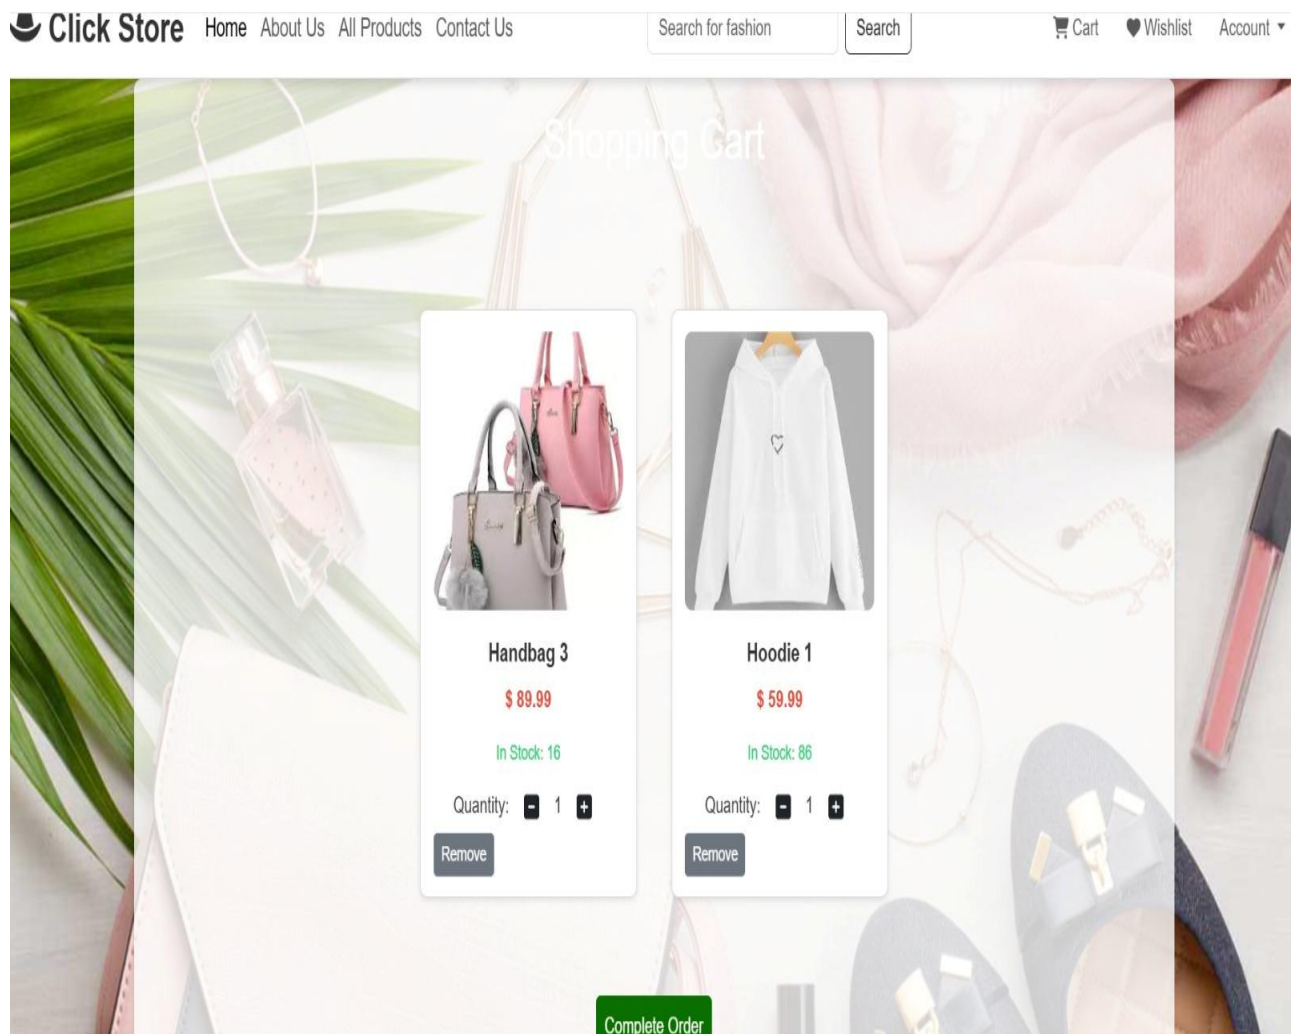 Click Store Home About Us All Products Contact Us Search for fashion Search Cart Wishlist Account
Shopping Cart
Handbag 3 Hoodie 1
$ 89.99 $ 59.99
In Stock: 16 In Stock: 86
Quantity: - 1 + Quantity: - 1 +
Remove Remove
Complete Order